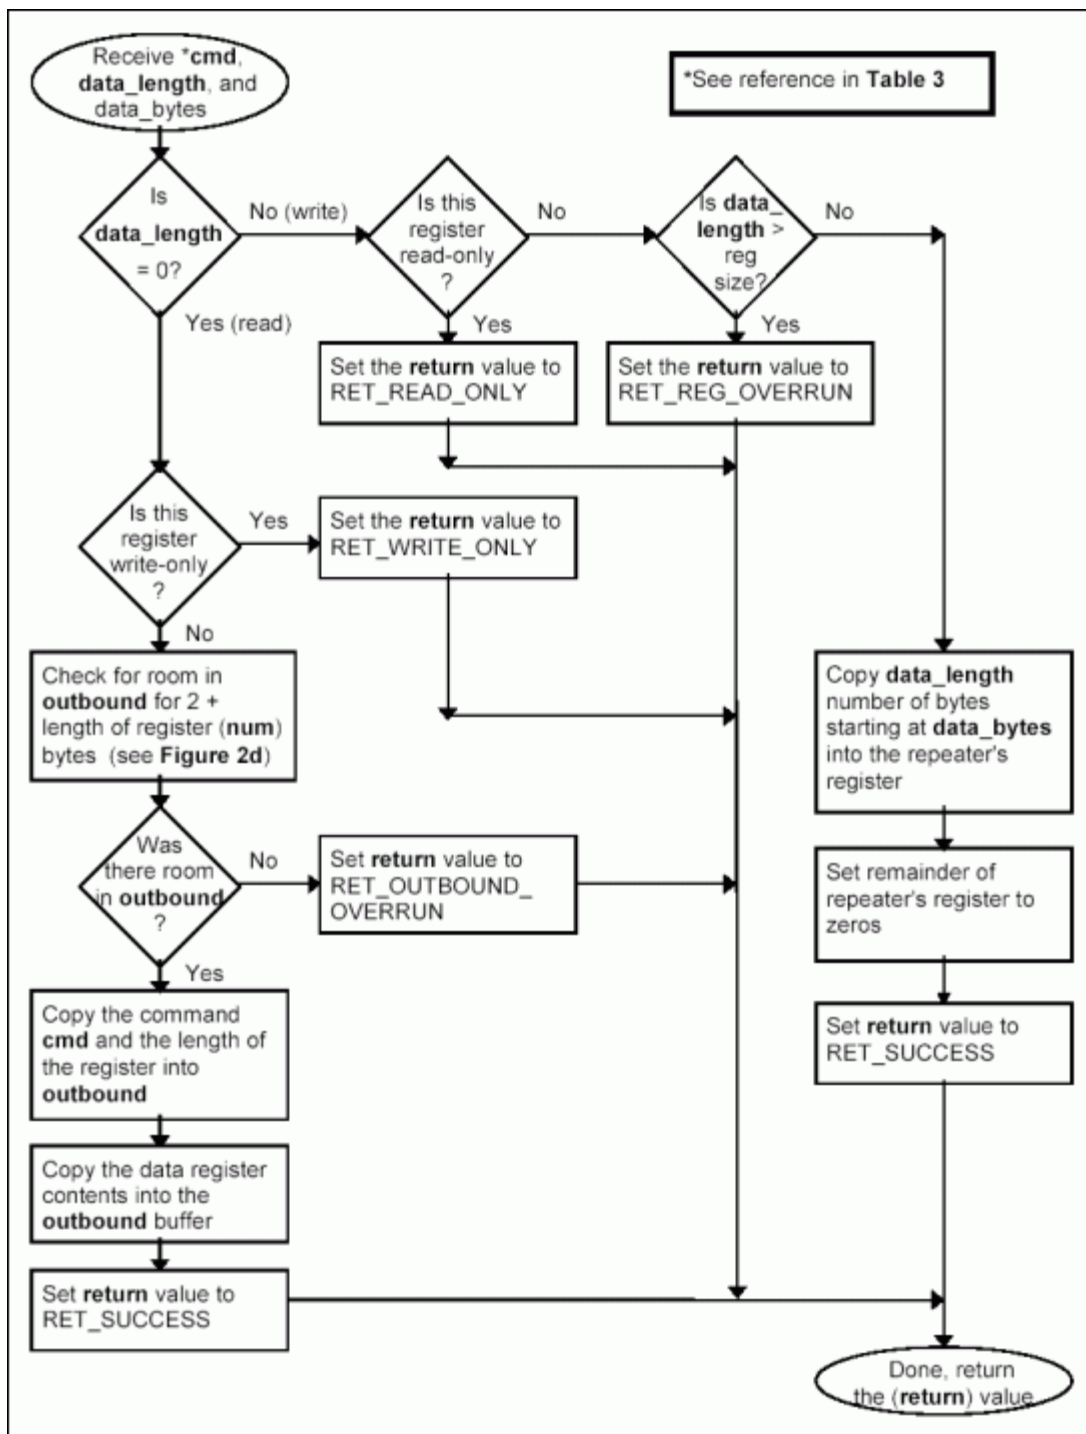 Receive *cmd,
data_length, and
data_bytes
*See reference in Table 3
Is
data_length
= 0?
No (write)
Is this
register
read-only
?
No
Is data_
length >
reg
size?
No
Yes (read)
Yes
Yes
Set the return value to
RET_READ_ONLY
Set the return value to
RET_REG_OVERRUN
Is this
register
write-only
?
Yes
Set the return value to
RET_WRITE_ONLY
No
Check for room in
outbound for 2 +
length of register (num)
bytes (see Figure 2d)
Copy data_length
number of bytes
starting at data_bytes
into the repeater's
register
Was
there room
in outbound
?
No
Set return value to
RET_OUTBOUND_
OVERRUN
Set remainder of
repeater's register to
zeros
Yes
Copy the command
cmd and the length of
the register into
outbound
Set return value to
RET_SUCCESS
Copy the data register
contents into the
outbound buffer
Set return value to
RET_SUCCESS
Done, return
the (return) value